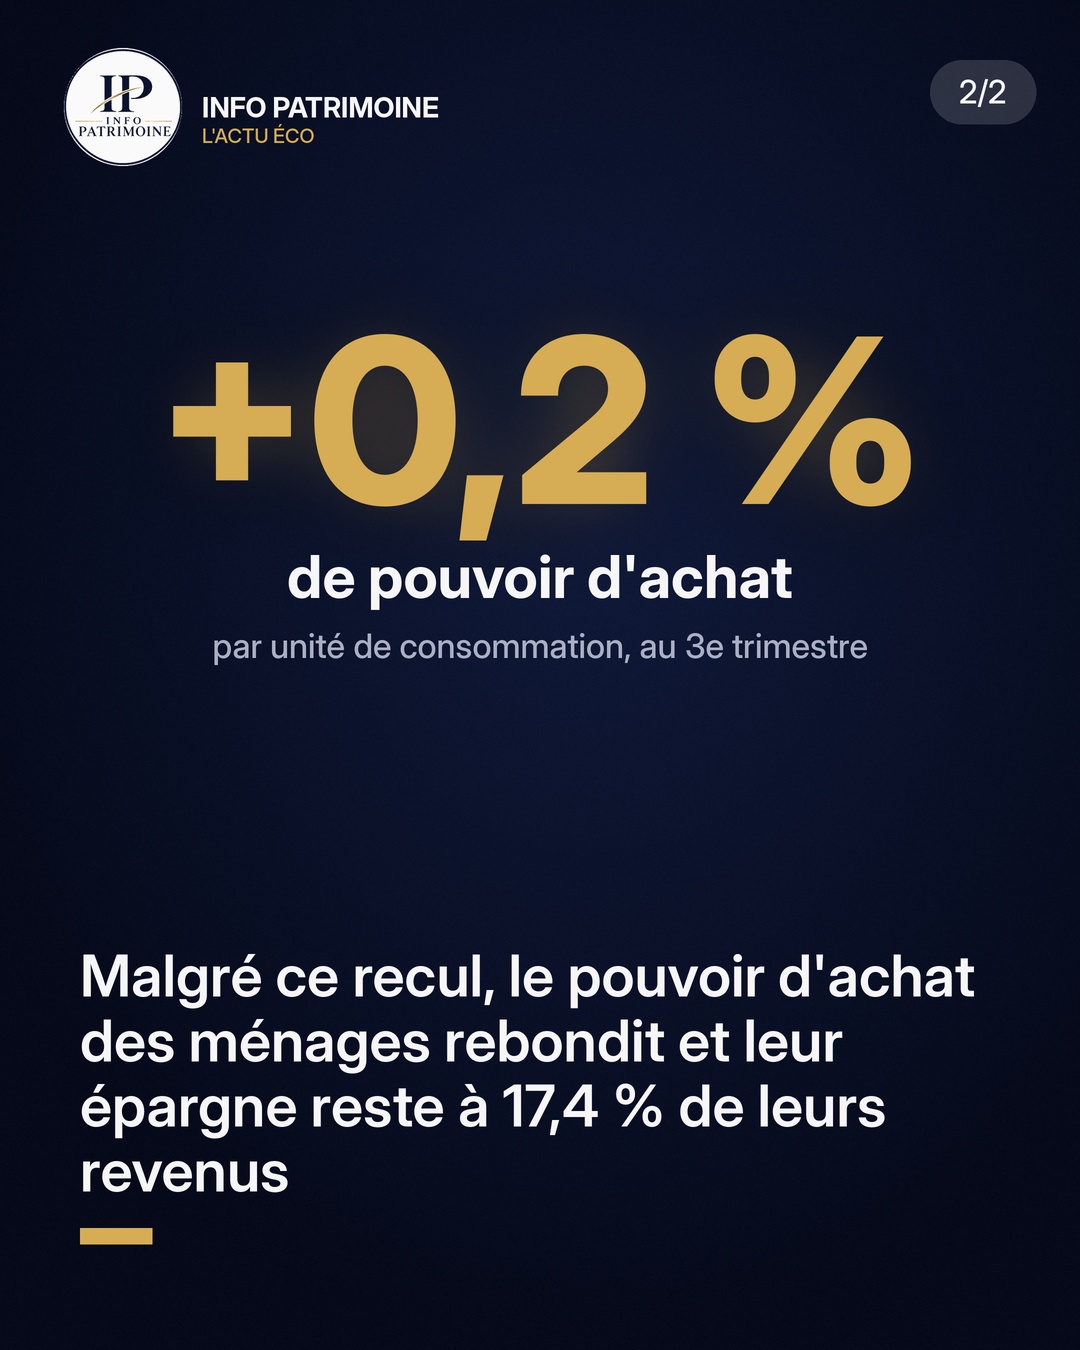 IP
INFO
PATRIMOINE
INFO PATRIMOINE
L'ACTU ÉCO
2/2
+0,2 %
de pouvoir d'achat
par unité de consommation, au 3e trimestre
Malgré ce recul, le pouvoir d'achat
des ménages rebondit et leur
épargne reste à 17,4 % de leurs
revenus